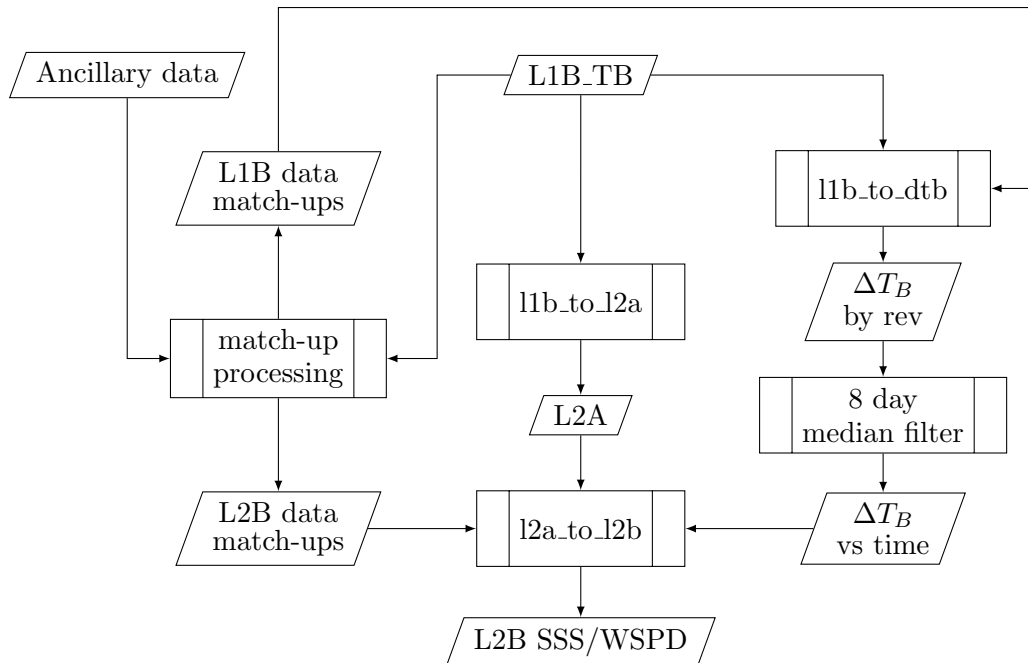 Ancillary data
L1B_TB
L1B data
match-ups
l1b_to_dtb
l1b_to_l2a
ΔT_B
by rev
match-up
processing
L2A
8 day
median filter
L2B data
match-ups
l2a_to_l2b
ΔT_B
vs time
L2B SSS/WSPD